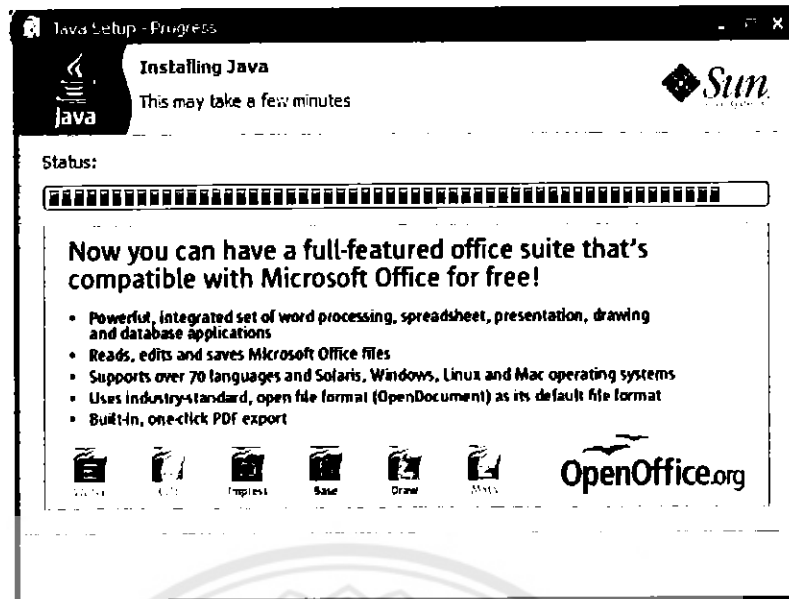 Java Setup - Progress
Installing Java
This may take a few minutes
Java
Sun
Status:
Now you can have a full-featured office suite that's
compatible with Microsoft Office for free!
• Powerful, integrated set of word processing, spreadsheet, presentation, drawing
and database applications
• Reads, edits and saves Microsoft Office files
• Supports over 70 languages and Solaris, Windows, Linux and Mac operating systems
• Uses industry-standard, open file format (OpenDocument) as its default file format
• Built-in, one-click PDF export
Impress Base Draw
OpenOffice.org